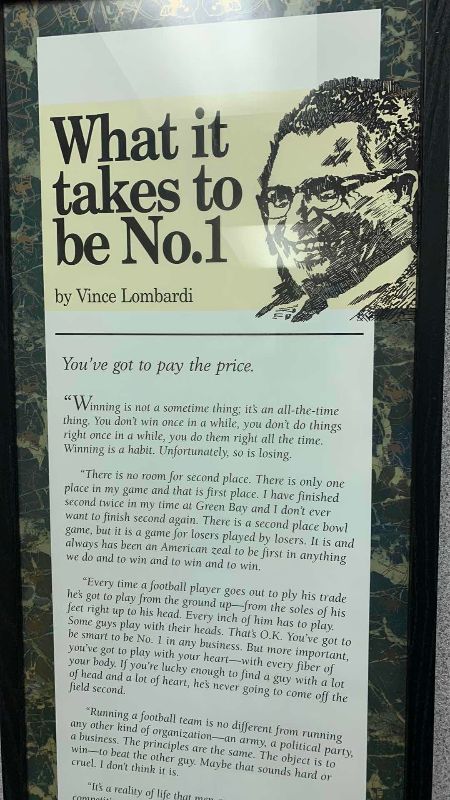 What it
takes to
be No.1
by Vince Lombardi
You've got to pay the price.
"Winning is not a sometime thing; it's an all-the-time
thing. You don't win once in a while, you don't do things
right once in a while, you do them right all the time.
Winning is a habit. Unfortunately, so is losing.
"There is no room for second place. There is only one
place in my game and that is first place. I have finished
second twice in my time at Green Bay and I don't ever
want to finish second again. There is a second place bowl
game, but it is a game for losers played by losers. It is and
always has been an American zeal to be first in anything
we do and to win and to win and to win.
"Every time a football player goes out to ply his trade
he's got to play from the ground up—from the soles of his
feet right up to his head. Every inch of him has to play.
Some guys play with their heads. That's O.K. You've got to
be smart to be No. 1 in any business. But more important,
you've got to play with your heart—with every fiber of
your body. If you're lucky enough to find a guy with a lot
of head and a lot of heart, he's never going to come off the
field second.
"Running a football team is no different from running
any other kind of organization—an army, a political party,
a business. The principles are the same. The object is to
win—to beat the other guy. Maybe that sounds hard or
cruel. I don't think it is.
"It's a reality of life that men